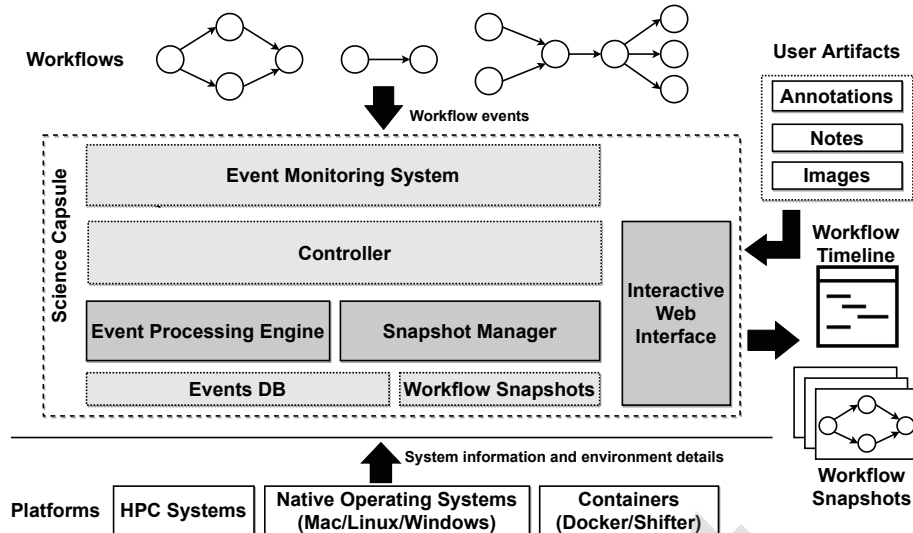 Workflows
Workflow events
User Artifacts
Annotations
Notes
Images
Science Capsule
Event Monitoring System
Controller
Event Processing Engine
Snapshot Manager
Events DB
Workflow Snapshots
Interactive
Web
Interface
Workflow
Timeline
Workflow
Snapshots
System information and environment details
Platforms
HPC Systems
Native Operating Systems
(Mac/Linux/Windows)
Containers
(Docker/Shifter)